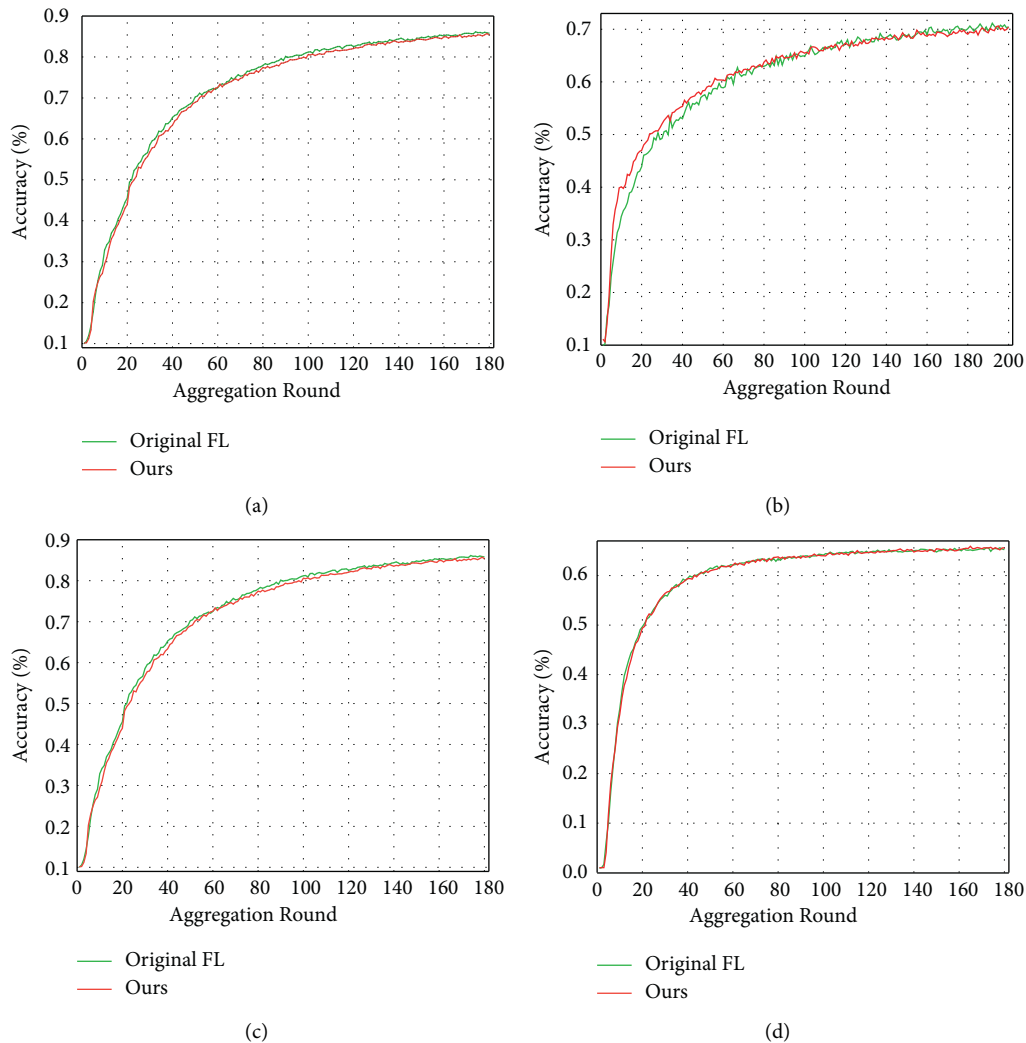 0.9
0.8
0.7
0.6
0.5
0.4
0.3
0.2
0.1
Accuracy (%)
20 40 60 80 100 120 140 160 180
Aggregation Round
Original FL
Ours
(a)
0.7
0.6
0.5
0.4
0.3
0.2
0.1
Accuracy (%)
0 20 40 60 80 100 120 140 160 180 200
Aggregation Round
Original FL
Ours
(b)
0.9
0.8
0.7
0.6
0.5
0.4
0.3
0.2
0.1
Accuracy (%)
0 20 40 60 80 100 120 140 160 180
Aggregation Round
Original FL
Ours
(c)
0.6
0.5
0.4
0.3
0.2
0.1
0.0
Accuracy (%)
0 20 40 60 80 100 120 140 160 180
Aggregation Round
Original FL
Ours
(d)